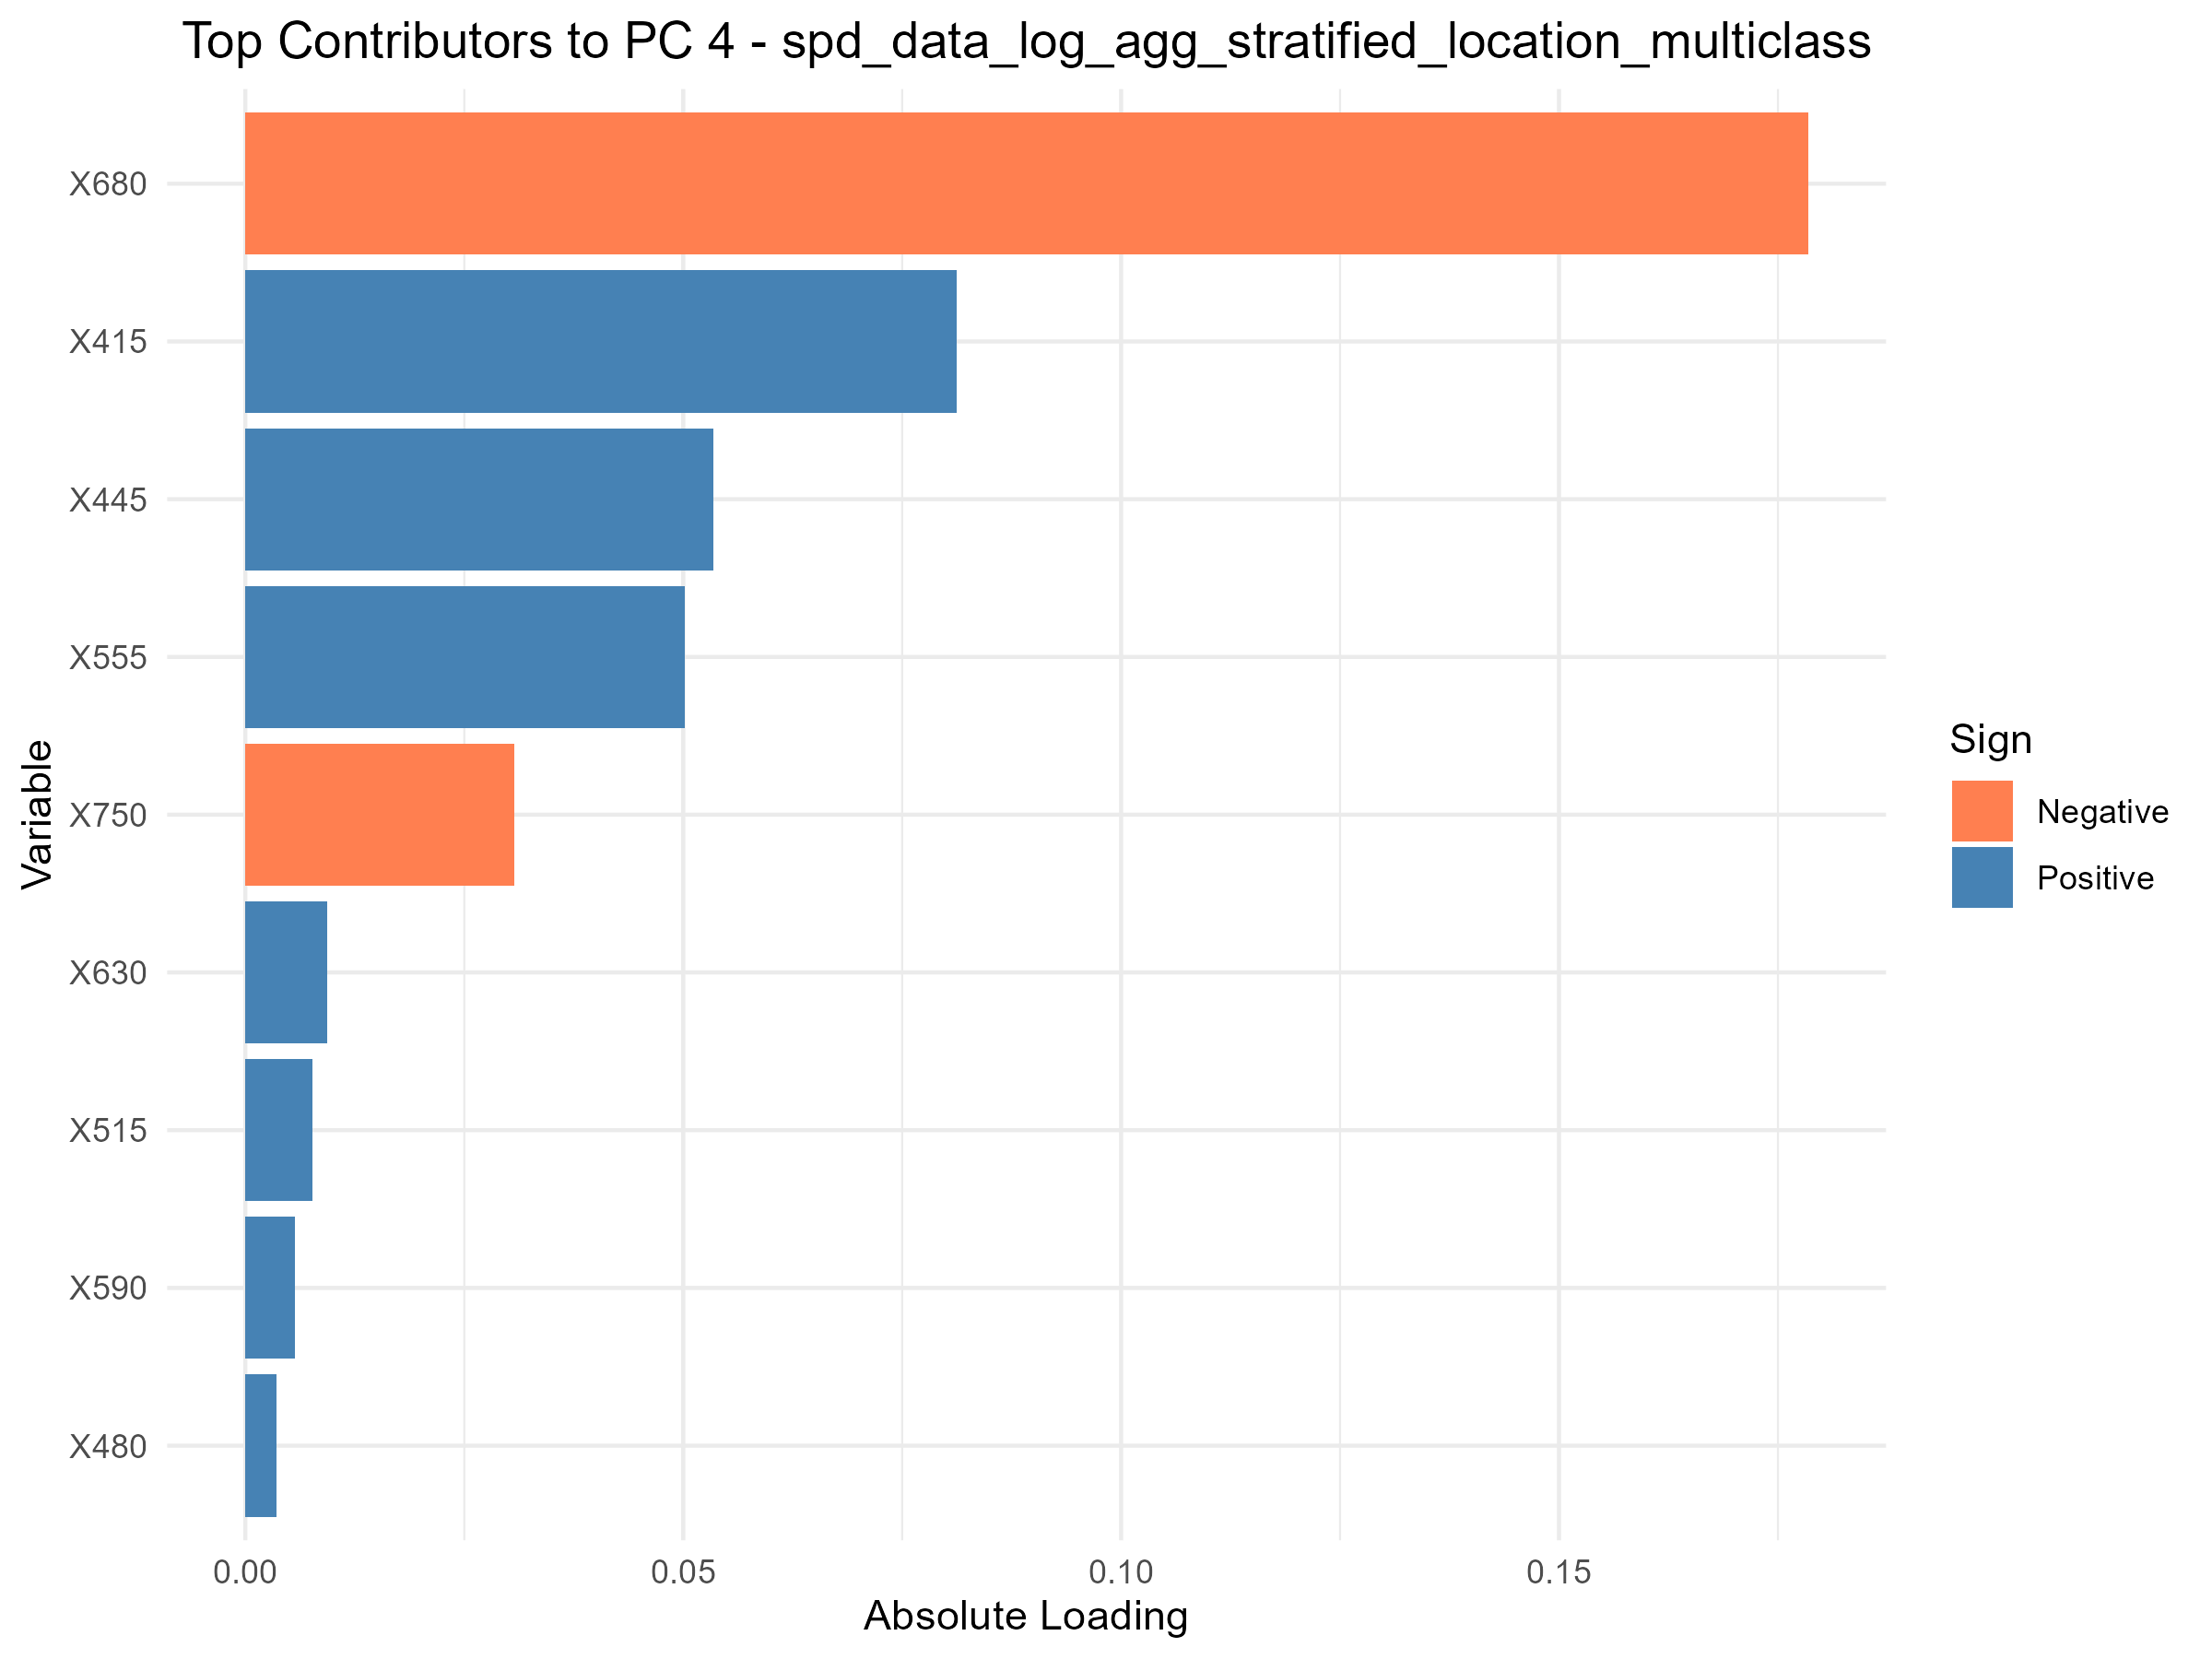 Top Contributors to PC 4 - spd_data_log_agg_stratified_location_multiclass
Variable
X680
X415
X445
X555
X750
X630
X515
X590
X480
0.00 0.05 0.10 0.15
Absolute Loading
Sign
Negative
Positive